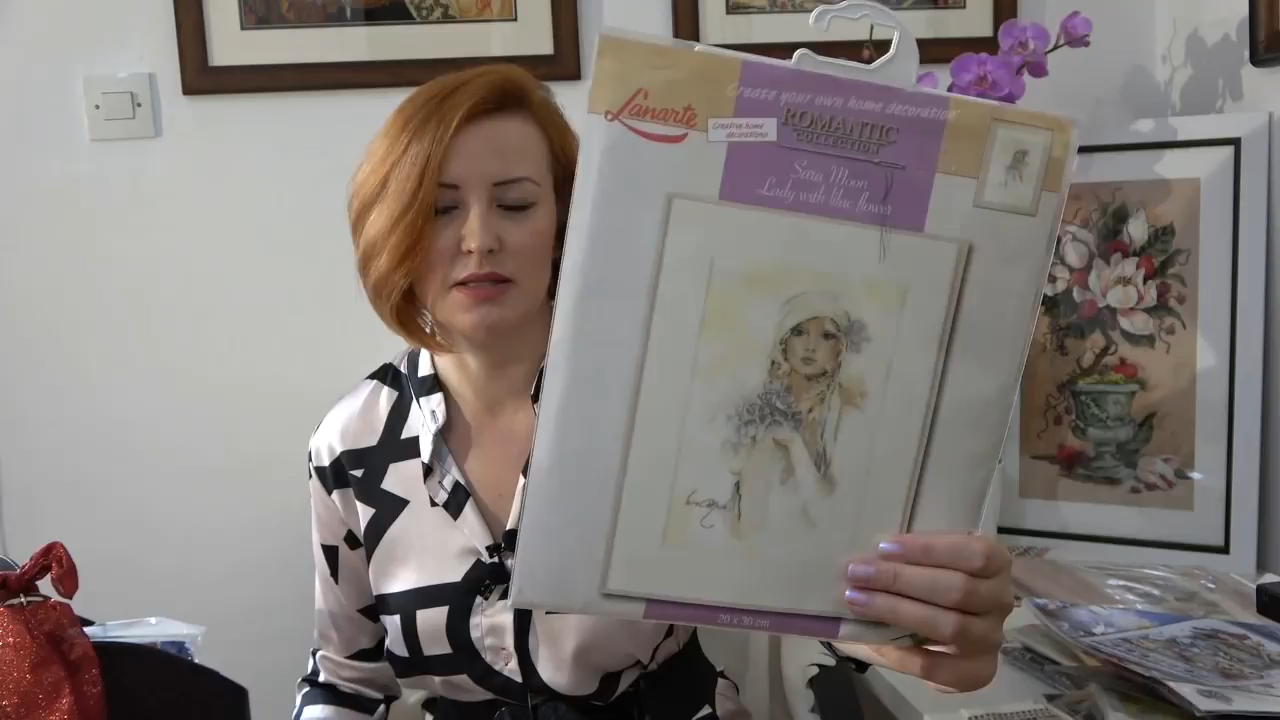 Create your own home decoration
Lanarte
Creative home
decorations
ROMANTIC
COLLECTION
Sara Moon
Lady with lilac flower
20 x 30 cm